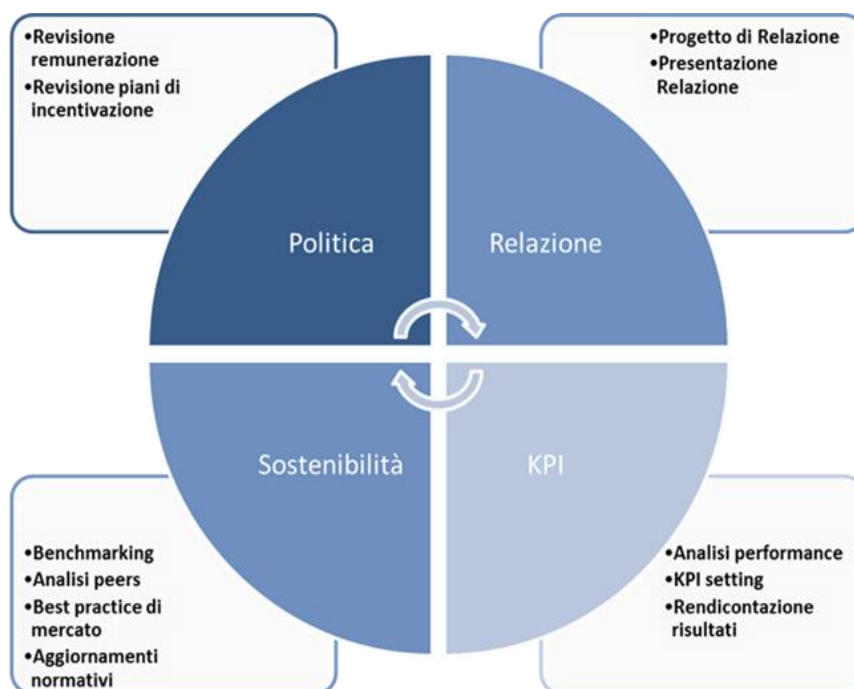 •Revisione
remunerazione
•Revisione piani di
incentivazione
•Progetto di Relazione
•Presentazione
Relazione
Politica
Relazione
Sostenibilità
KPI
•Benchmarking
•Analisi peers
•Best practice di
mercato
•Aggiornamenti
normativi
•Analisi performance
•KPI setting
•Rendicontazione
risultati